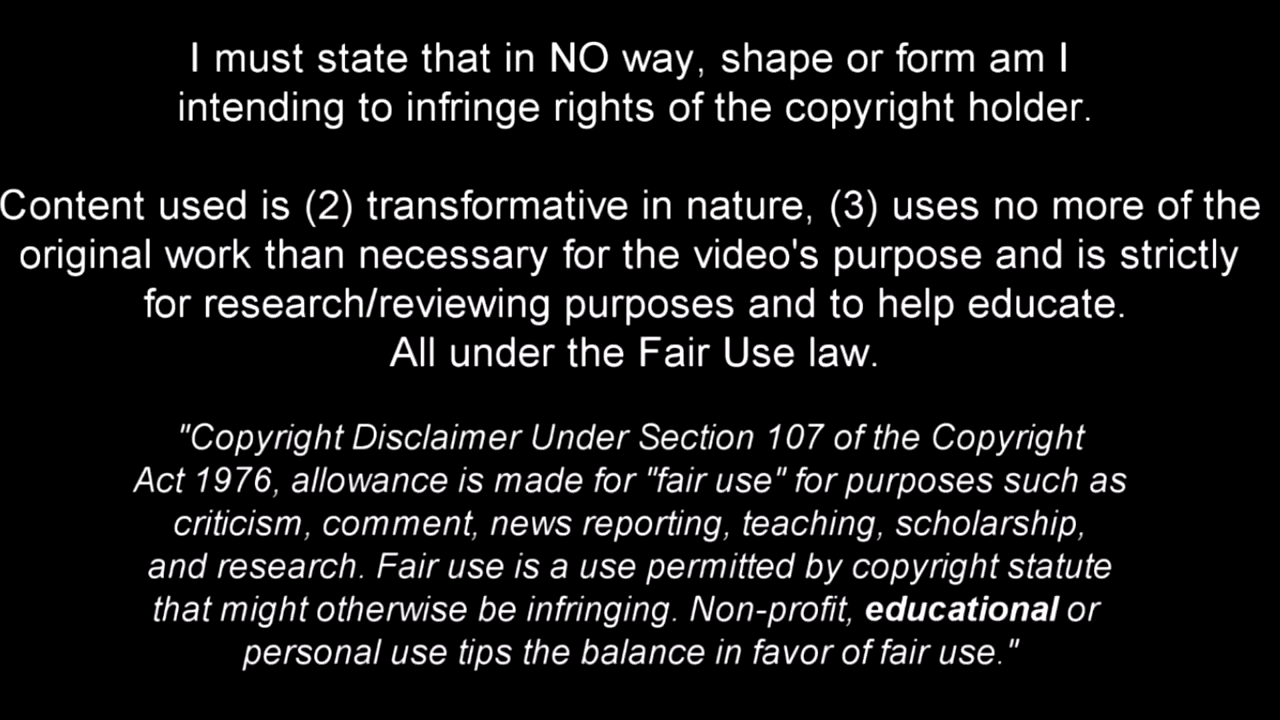 I must state that in NO way, shape or form am I
intending to infringe rights of the copyright holder.
Content used is (2) transformative in nature, (3) uses no more of the
original work than necessary for the video's purpose and is strictly
for research/reviewing purposes and to help educate.
All under the Fair Use law.
"Copyright Disclaimer Under Section 107 of the Copyright
Act 1976, allowance is made for "fair use" for purposes such as
criticism, comment, news reporting, teaching, scholarship,
and research. Fair use is a use permitted by copyright statute
that might otherwise be infringing. Non-profit, educational or
personal use tips the balance in favor of fair use."